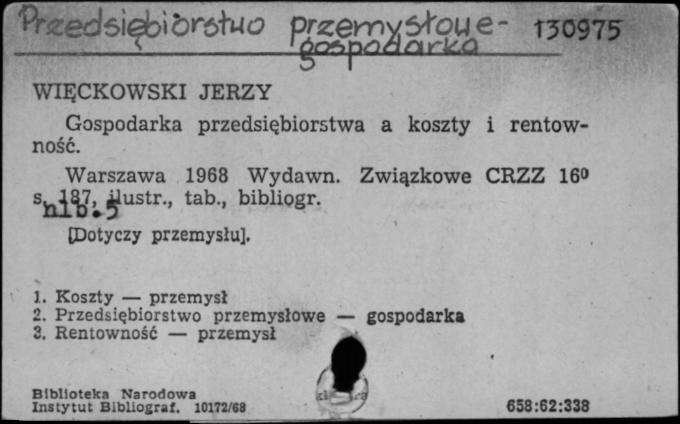 Przedsiębiorstwo przemysłowe- 130975
gospodarka
WIĘCKOWSKI JERZY
Gospodarka przedsiębiorstwa a koszty i rentow-
ność.
Warszawa 1968 Wydawn. Związkowe CRZZ 16⁰
s. 187, ilustr., tab., bibliogr.
nlb. 5
[Dotyczy przemysłu].
1. Koszty — przemysł
2. Przedsiębiorstwo przemysłowe — gospodarka
3. Rentowność — przemysł
Biblioteka Narodowa
Instytut Bibliograf. 10172/68 658:62:338